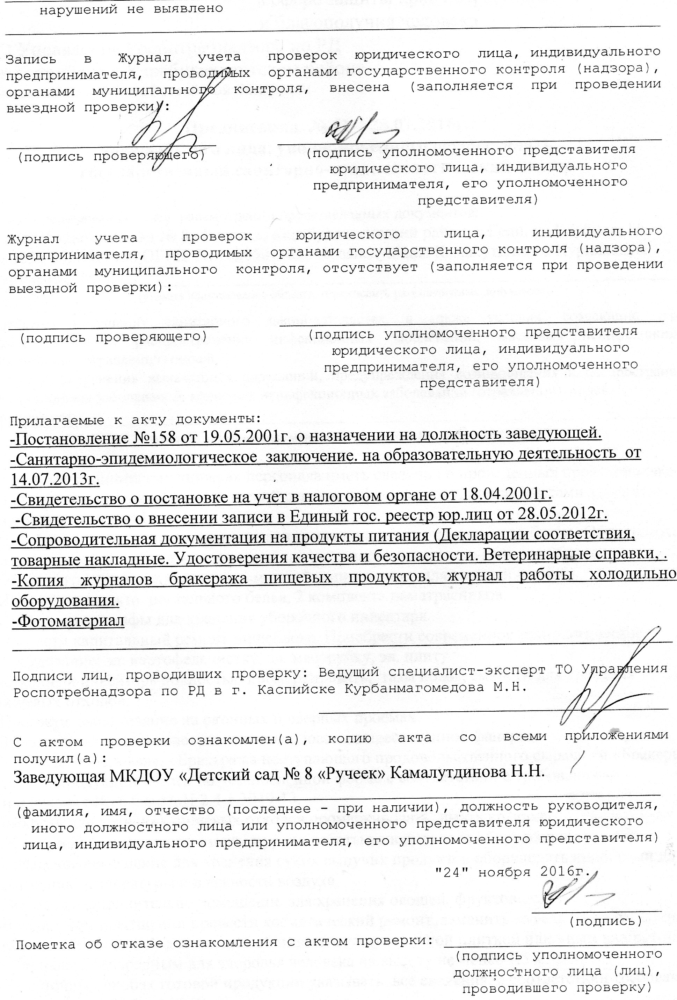 нарушений не выявлено
Запись в Журнал учета проверок юридического лица, индивидуального
предпринимателя, проводимых органами государственного контроля (надзора),
органами муниципального контроля, внесена (заполняется при проведении
выездной проверки):
(подпись проверяющего) (подпись уполномоченного представителя
юридического лица, индивидуального
предпринимателя, его уполномоченного
представителя)
Журнал учета проверок юридического лица, индивидуального
предпринимателя, проводимых органами государственного контроля (надзора),
органами муниципального контроля, отсутствует (заполняется при проведении
выездной проверки):
(подпись проверяющего) (подпись уполномоченного представителя
юридического лица, индивидуального
предпринимателя, его уполномоченного
представителя)
Прилагаемые к акту документы:
-Постановление №158 от 19.05.2001г. о назначении на должность заведующей.
-Санитарно-эпидемиологическое заключение. на образовательную деятельность от
14.07.2013г.
-Свидетельство о постановке на учет в налоговом органе от 18.04.2001г.
-Свидетельство о внесении записи в Единый гос. реестр юр.лиц от 28.05.2012г.
-Сопроводительная документация на продукты питания (Декларации соответствия,
товарные накладные. Удостоверения качества и безопасности. Ветеринарные справки, .
-Копия журналов бракеража пищевых продуктов, журнал работы холодильно
оборудования.
-Фотоматериал
Подписи лиц, проводивших проверку: Ведущий специалист-эксперт ТО Управления
Роспотребнадзора по РД в г. Каспийске Курбанмагомедова М.Н.
С актом проверки ознакомлен(а), копию акта со всеми приложениями
получил(а):
Заведующая МКДОУ «Детский сад № 8 «Ручеек» Камалутдинова Н.Н.
(фамилия, имя, отчество (последнее - при наличии), должность руководителя,
иного должностного лица или уполномоченного представителя юридического
лица, индивидуального предпринимателя, его уполномоченного представителя)
"24" ноября 2016г.
(подпись)
Пометка об отказе ознакомления с актом проверки:
(подпись уполномоченного
должностного лица (лиц),
проводившего проверку)